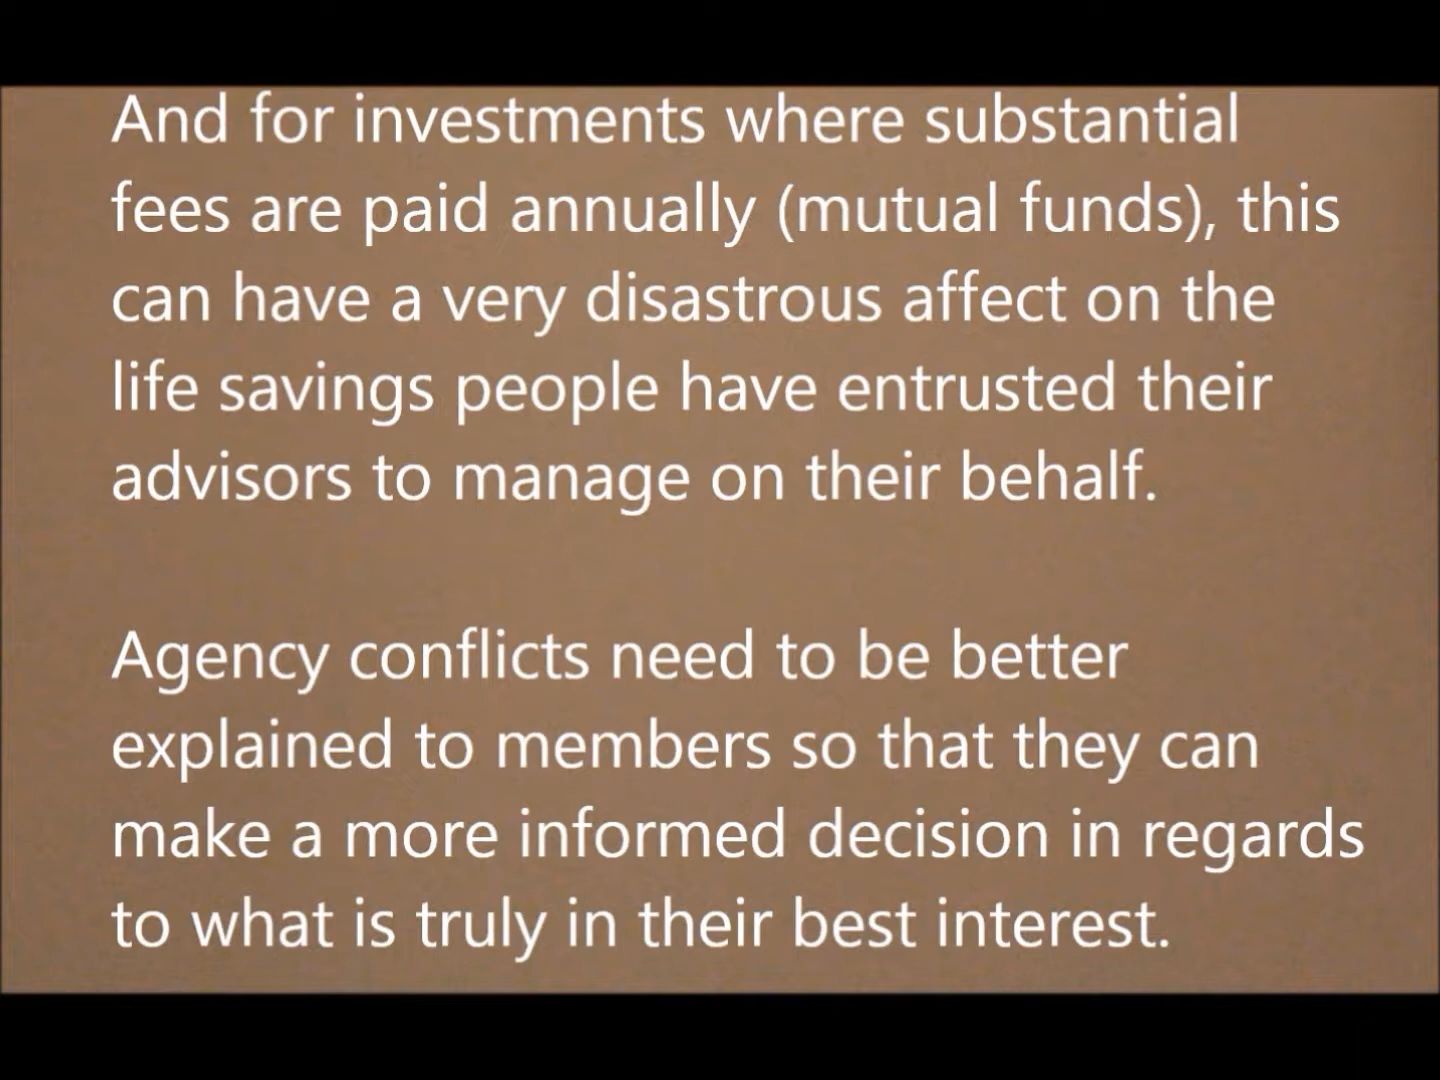 And for investments where substantial
fees are paid annually (mutual funds), this
can have a very disastrous affect on the
life savings people have entrusted their
advisors to manage on their behalf.
Agency conflicts need to be better
explained to members so that they can
make a more informed decision in regards
to what is truly in their best interest.